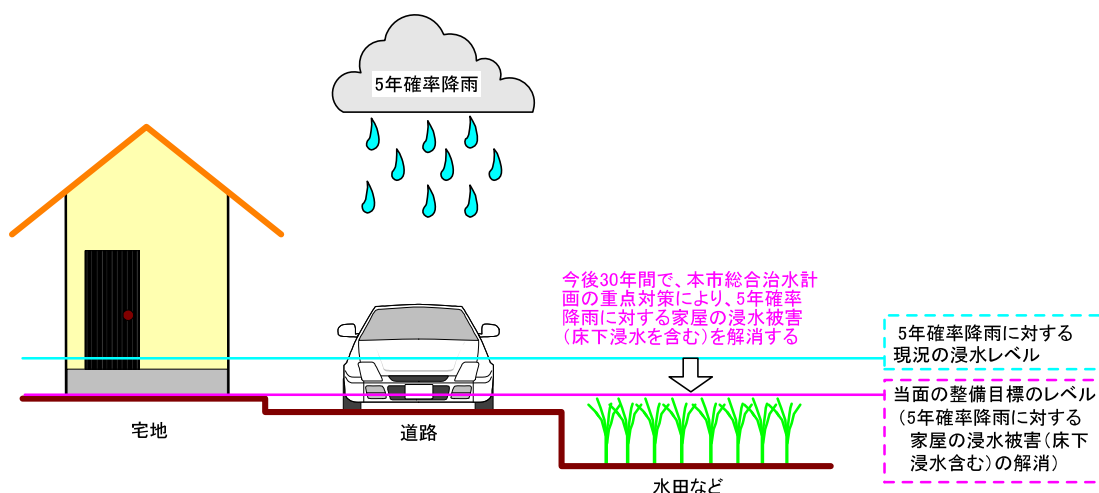 5年確率降雨
今後30年間で、本市総合治水計
画の重点対策により、5年確率
降雨に対する家屋の浸水被害
(床下浸水を含む)を解消する
5年確率降雨に対する
現況の浸水レベル
当面の整備目標のレベル
(5年確率降雨に対する
家屋の浸水被害(床下
浸水含む)の解消)
宅地
道路
水田など